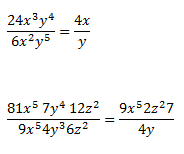 24x³y⁴/6x²y⁵ = 4x/y
81x⁵ 7y⁴ 12z²/9x⁵4y³6z² = 9x⁵2z²7/4y